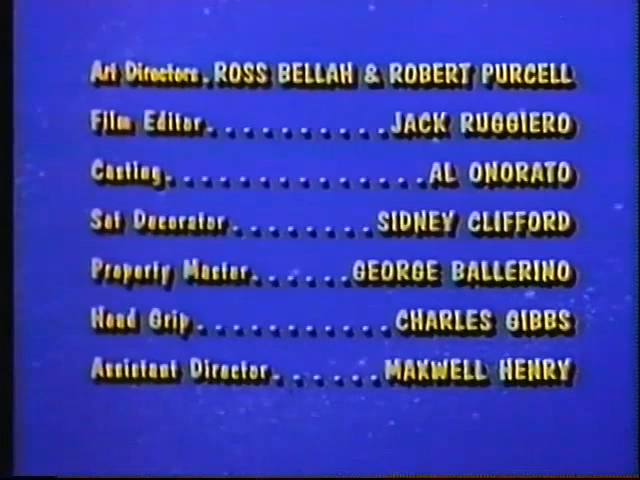 Art Directors . ROSS BELLAH & ROBERT PURCELL
Film Editor . . . . . . . . . . JACK RUGGIERO
Casting . . . . . . . . . . . . . . AL ONORATO
Set Decorator . . . . . . . . SIDNEY CLIFFORD
Property Master . . . . . . GEORGE BALLERINO
Head Grip . . . . . . . . . . . CHARLES GIBBS
Assistant Director . . . . . . MAXWELL HENRY